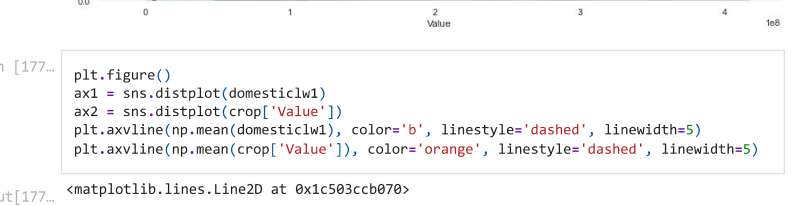 0.0
0 1 2 3 4
Value 1e8
[177...
plt.figure()
ax1 = sns.distplot(domesticlw1)
ax2 = sns.distplot(crop['Value'])
plt.axvline(np.mean(domesticlw1), color='b', linestyle='dashed', linewidth=5)
plt.axvline(np.mean(crop['Value']), color='orange', linestyle='dashed', linewidth=5)
ut[177...
<matplotlib.lines.Line2D at 0x1c503ccb070>